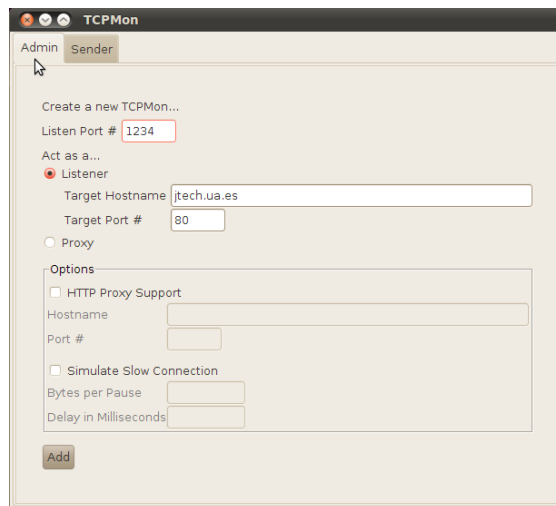 TCPMon
Admin Sender
Create a new TCPMon...
Listen Port # 1234
Act as a...
Listener
Target Hostname jtech.ua.es
Target Port # 80
Proxy
Options
HTTP Proxy Support
Hostname
Port #
Simulate Slow Connection
Bytes per Pause
Delay in Milliseconds
Add